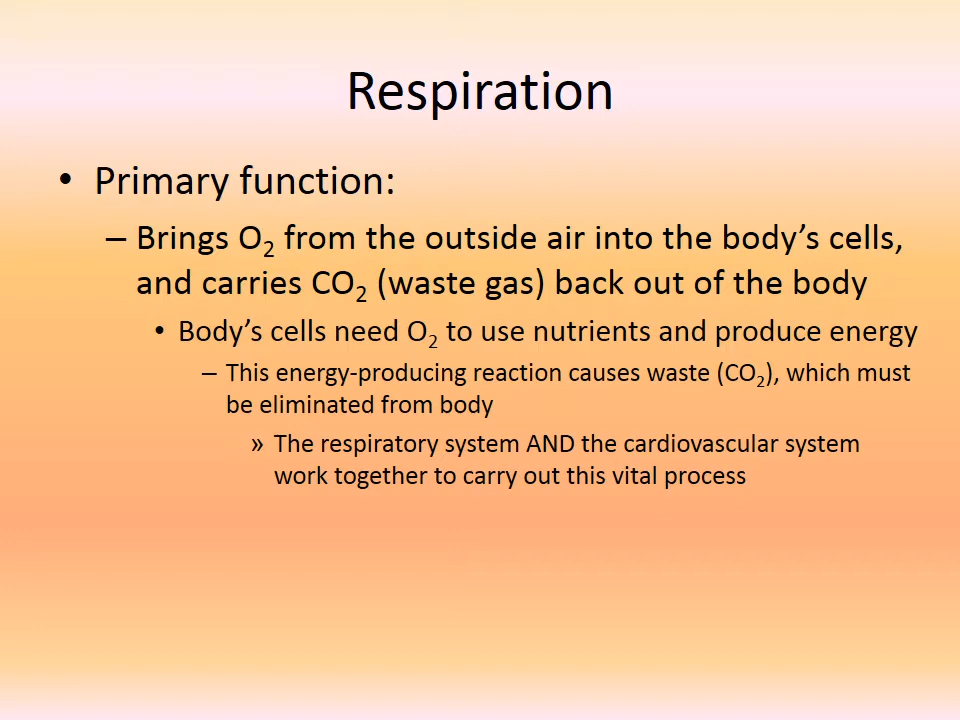 Respiration
• Primary function:
– Brings O₂ from the outside air into the body’s cells,
and carries CO₂ (waste gas) back out of the body
• Body’s cells need O₂ to use nutrients and produce energy
– This energy-producing reaction causes waste (CO₂), which must
be eliminated from body
» The respiratory system AND the cardiovascular system
work together to carry out this vital process